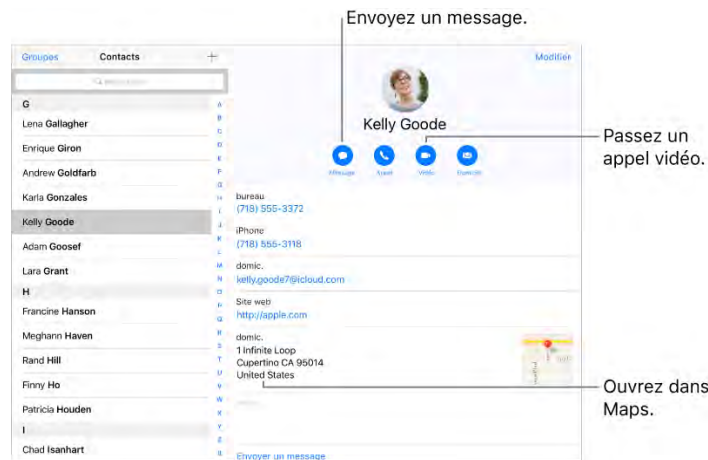 Envoyez un message.
Groupes
Contacts
+
Modifier
G
Lena Gallagher
Enrique Giron
Andrew Goldfarb
Karla Gonzales
Kelly Goode
Adam Goosef
Lara Grant
H
Francine Hanson
Meghann Haven
Rand Hill
Finny Ho
Patricia Houden
I
Chad Isanhart
Kelly Goode
Message
Appel
Vidéo
Passez un
appel vidéo.
bureau
(718) 555-3372
iPhone
(718) 555-3118
domic.
kelly.goode7@icloud.com
Site web
http://apple.com
domic.
1 Infinite Loop
Cupertino CA 95014
United States
Ouvrez dans
Maps.
Envoyer un message